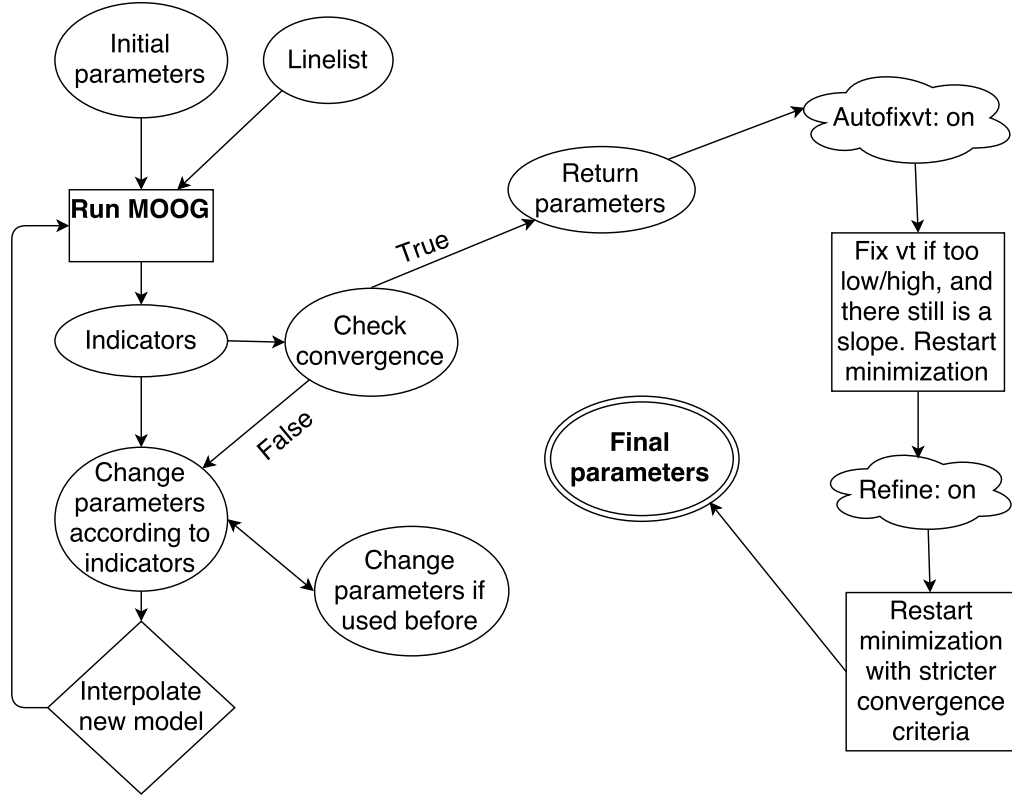 Initial
parameters
Linelist
Run MOOG
Indicators
Check
convergence
True
False
Return
parameters
Autofixvt: on
Fix vt if too
low/high, and
there still is a
slope. Restart
minimization
Refine: on
Restart
minimization
with stricter
convergence
criteria
Final
parameters
Change
parameters
according to
indicators
Change
parameters if
used before
Interpolate
new model